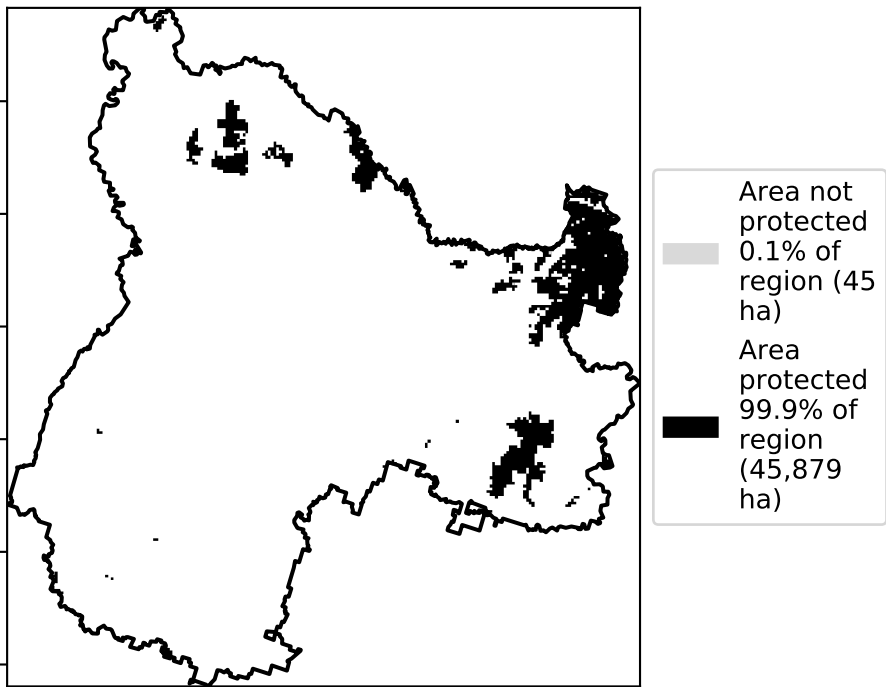 Area not
protected
0.1% of
region (45
ha)
Area
protected
99.9% of
region
(45,879
ha)